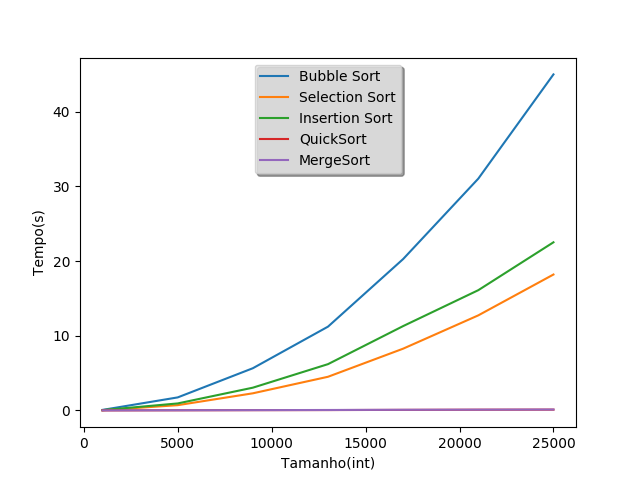 Bubble Sort
Selection Sort
Insertion Sort
QuickSort
MergeSort
40
30
20
10
0
Tempo(s)
0 5000 10000 15000 20000 25000
Tamanho(int)